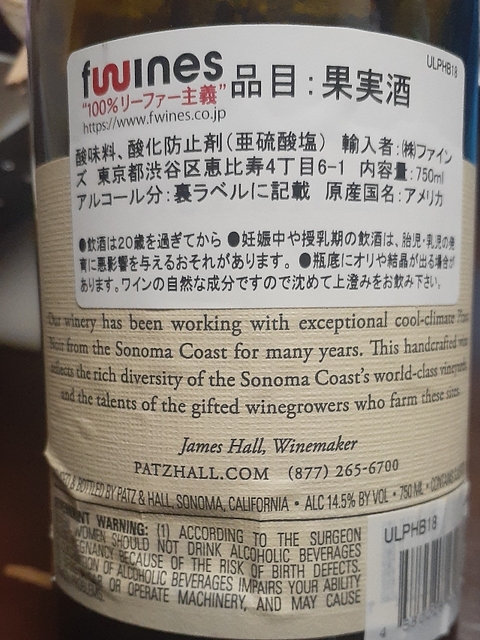 fwines
"100%リーファー主義"
https://www.fwines.co.jp
品目：果実酒
ULPHB18
酸味料、酸化防止剤（亜硫酸塩） 輸入者：㈱ファイン
ズ 東京都渋谷区恵比寿4丁目6-1 内容量：750ml
アルコール分：裏ラベルに記載 原産国名：アメリカ
●飲酒は20歳を過ぎてから ●妊娠中や授乳期の飲酒は、胎児・乳児の発
育に悪影響を与えるおそれがあります。 ●瓶底にオリや結晶が出る場合が
あります。ワインの自然な成分ですので沈めて上澄みをお飲み下さい。
Our winery has been working with exceptional cool-climate Pinot
Noir from the Sonoma Coast for many years. This handcrafted wine
reflects the rich diversity of the Sonoma Coast's world-class vineyards
and the talents of the gifted winegrowers who farm these sites.
James Hall, Winemaker
PATZHALL.COM (877) 265-6700
& BOTTLED BY PATZ & HALL, SONOMA, CALIFORNIA • ALC 14.5% BY VOL • 750 ML •
WARNING: (1) ACCORDING TO THE SURGEON
WOMEN SHOULD NOT DRINK ALCOHOLIC BEVERAGES
BECAUSE OF THE RISK OF BIRTH DEFECTS.
OF ALCOHOLIC BEVERAGES IMPAIRS YOUR ABILITY
OR OPERATE MACHINERY, AND MAY CAUSE
ULPHB18